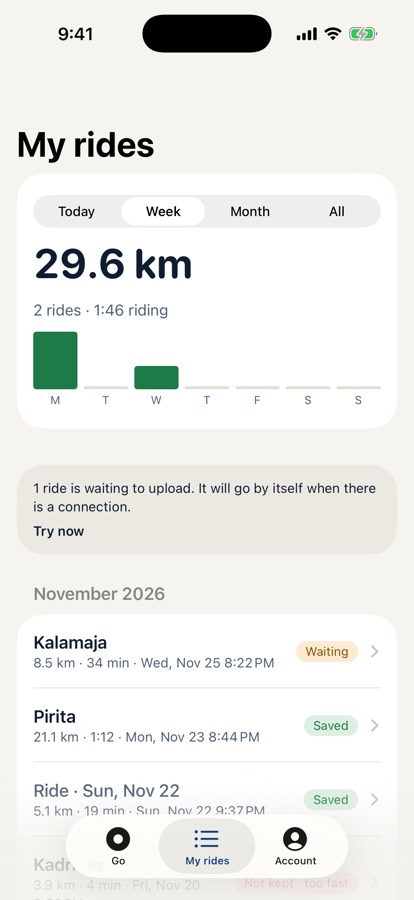 9:41
My rides
Today Week Month All
29.6 km
2 rides · 1:46 riding
M T W T F S S
1 ride is waiting to upload. It will go by itself when there
is a connection.
Try now
November 2026
Kalamaja
Waiting
8.5 km · 34 min · Wed, Nov 25 8:22 PM
Pirita
Saved
21.1 km · 1:12 · Mon, Nov 23 8:44 PM
Ride · Sun, Nov 22
Saved
5.1 km · 19 min · Sun, Nov 22 9:37 PM
3.9 km · 4 min · Fri, Nov 20
Not kept · too fast
Go My rides Account